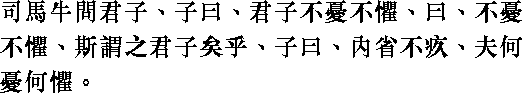 司馬牛問君子、子曰、君子不憂不懼、曰、不憂
不懼、斯謂之君子矣乎、子曰、內省不疚、夫何
憂何懼。